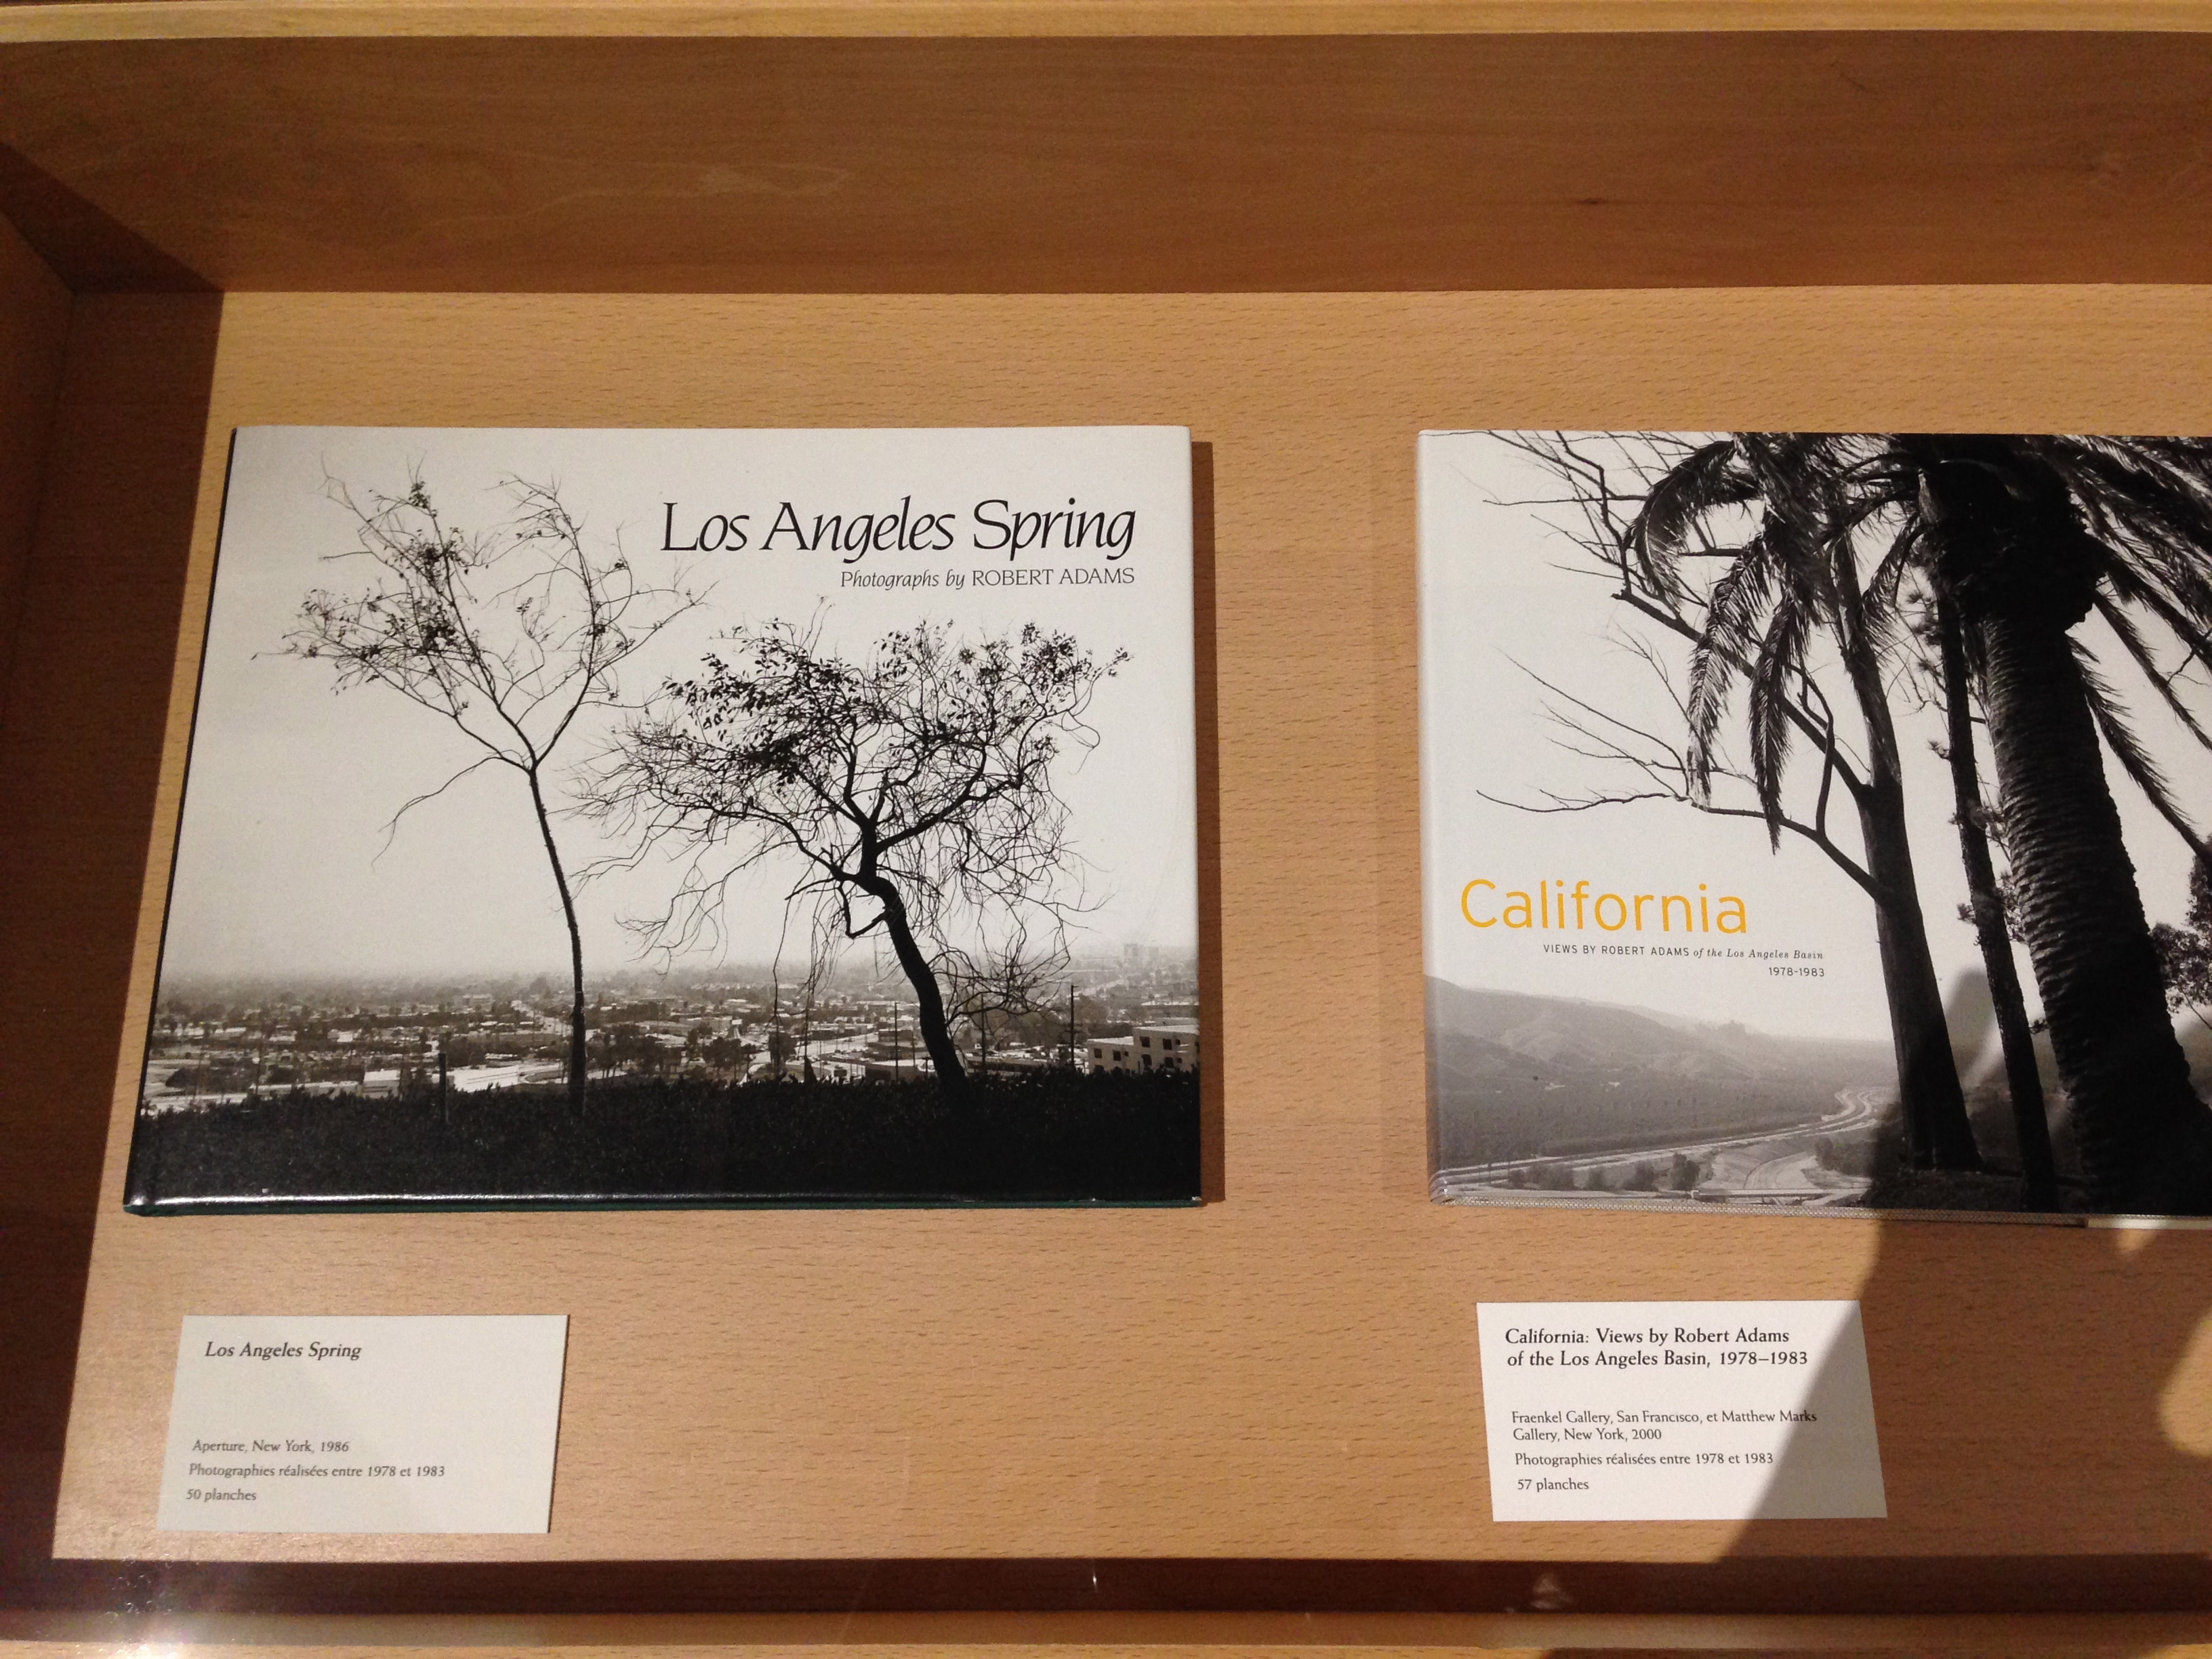 Los Angeles Spring
Photographs by ROBERT ADAMS
California
VIEWS BY ROBERT ADAMS of the Los Angeles Basin
1978-1983
Los Angeles Spring
Aperture, New York, 1986
Photographies réalisées entre 1978 et 1983
50 planches
California: Views by Robert Adams
of the Los Angeles Basin, 1978–1983
Fraenkel Gallery, San Francisco, et Matthew Marks
Gallery, New York, 2000
Photographies réalisées entre 1978 et 1983
57 planches